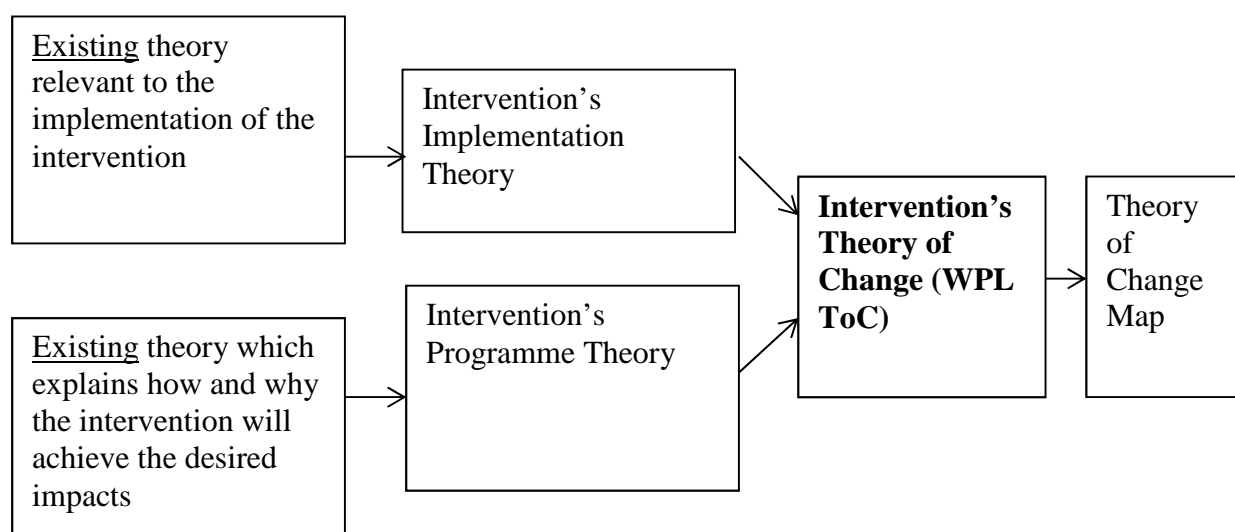 Existing theory
relevant to the
implementation of the
intervention
Intervention’s
Implementation
Theory
Existing theory which
explains how and why
the intervention will
achieve the desired
impacts
Intervention’s
Programme Theory
Intervention’s
Theory of
Change (WPL
ToC)
Theory
of
Change
Map